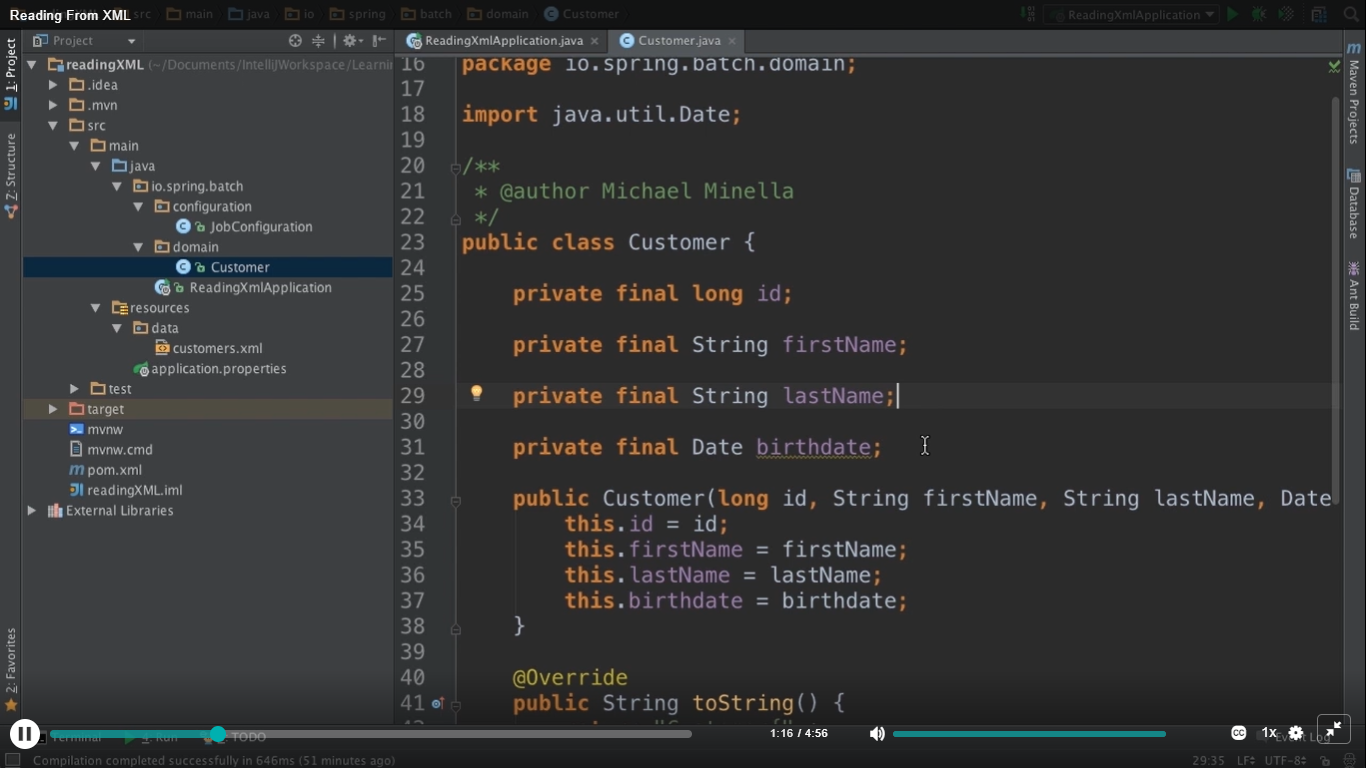 Reading From XML
src main java io spring batch domain Customer
ReadingXmlApplication
Project
ReadingXmlApplication.java
Customer.java
1: Project
Z: Structure
2: Favorites
readingXML (~/Documents/IntelliJWorkspace/Learni
.idea
.mvn
src
main
java
io.spring.batch
configuration
JobConfiguration
domain
Customer
ReadingXmlApplication
resources
data
customers.xml
application.properties
test
target
mvnw
mvnw.cmd
pom.xml
readingXML.iml
External Libraries
16 package io.spring.batch.domain;
17
18 import java.util.Date;
19
20 /**
21 * @author Michael Minella
22 */
23 public class Customer {
24
25 private final long id;
26
27 private final String firstName;
28
29 private final String lastName;
30
31 private final Date birthdate;
32
33 public Customer(long id, String firstName, String lastName, Date
34 this.id = id;
35 this.firstName = firstName;
36 this.lastName = lastName;
37 this.birthdate = birthdate;
38 }
39
40 @Override
41 public String toString() {
Maven Projects
Database
Ant Build
Terminal 4: Run TODO
1:16 / 4:56
CC
1x
Event Log
Compilation completed successfully in 646ms (51 minutes ago)
29:35 LF UTF-8